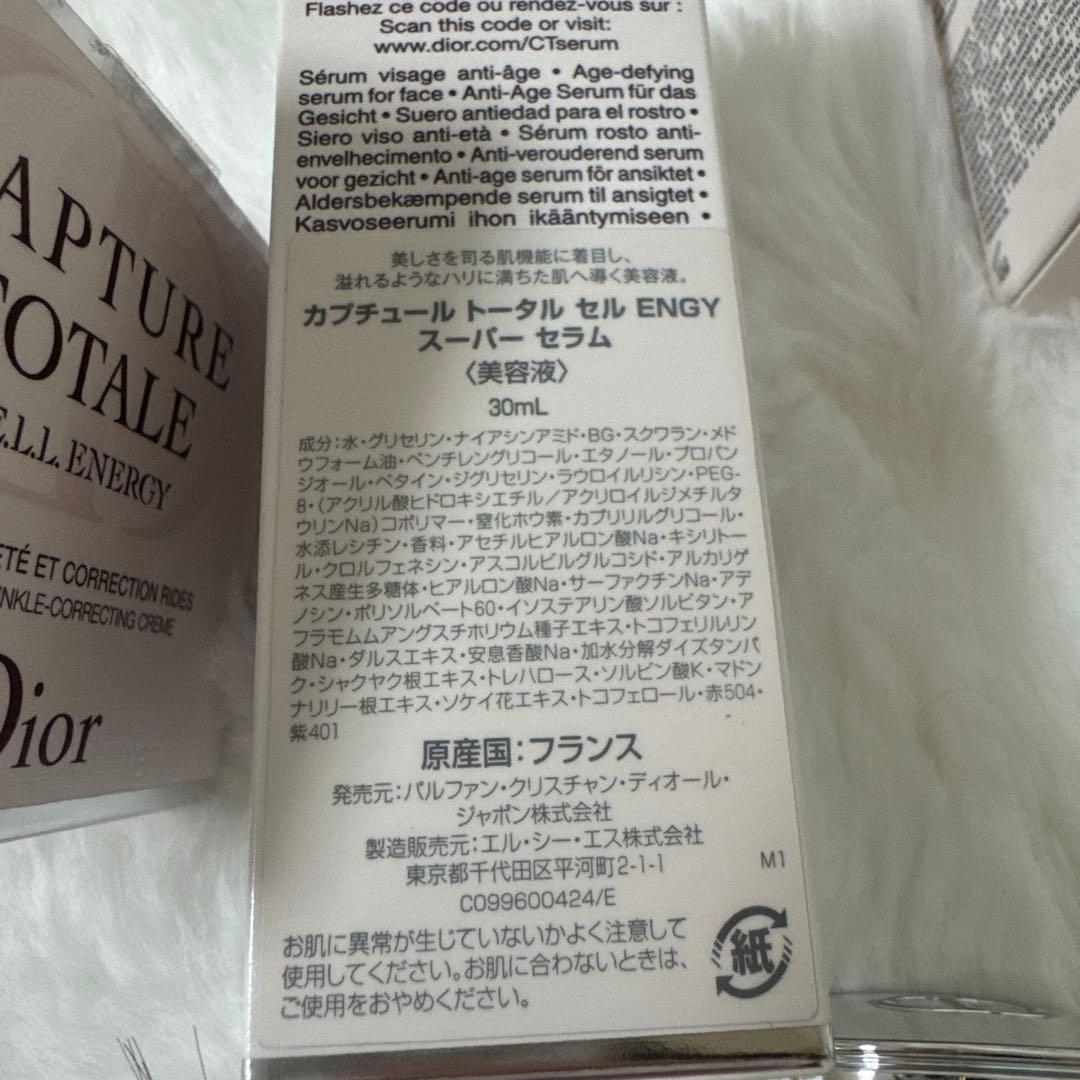 Flashez ce code ou rendez-vous sur :
Scan this code or visit:
www.dior.com/CTserum
Sérum visage anti-âge • Age-defying
serum for face • Anti-Age Serum für das
Gesicht • Suero antiedad para el rostro •
Siero viso anti-età • Sérum rosto anti-
envelhecimento • Anti-verouderend serum
voor gezicht • Anti-age serum för ansiktet •
Aldersbekæmpende serum til ansigtet •
Kasvoseerumi ihon ikääntymiseen •
美しさを司る肌機能に着目し、
溢れるようなハリに満ちた肌へ導く美容液。
カプチュール トータル セル ENGY
スーパー セラム
〈美容液〉
30mL
成分:水・グリセリン・ナイアシンアミド・BG・スクワラン・メド
ウフォーム油・ペンチレングリコール・エタノール・プロパン
ジオール・ベタイン・ジグリセリン・ラウロイルリシン・PEG-
8・(アクリル酸ヒドロキシエチル/アクリロイルジメチルタ
ウリンNa)コポリマー・窒化ホウ素・カプリリルグリコール・
水添レシチン・香料・アセチルヒアルロン酸Na・キシリトー
ル・クロルフェネシン・アスコルビルグルコシド・アルカリゲ
ネス産生多糖体・ヒアルロン酸Na・サーファクチンNa・アデ
ノシン・ポリソルベート60・イソステアリン酸ソルビタン・ア
フラモムムアングスチホリウム種子エキス・トコフェリルリン
酸Na・ダルスエキス・安息香酸Na・加水分解ダイズタンパ
ク・シャクヤク根エキス・トレハロース・ソルビン酸K・マドン
ナリリー根エキス・ソケイ花エキス・トコフェロール・赤504・
紫401
原産国:フランス
発売元:パルファン・クリスチャン・ディオール・
ジャポン株式会社
製造販売元:エル・シー・エス株式会社
東京都千代田区平河町2-1-1
M1
C099600424/E
お肌に異常が生じていないかよく注意して
使用してください。お肌に合わないときは、
ご使用をおやめください。
紙
APTURE
TOTALE
E.L.L. ENERGY
ETÉ ET CORRECTION RIDES
INKLE-CORRECTING CREME
Dior